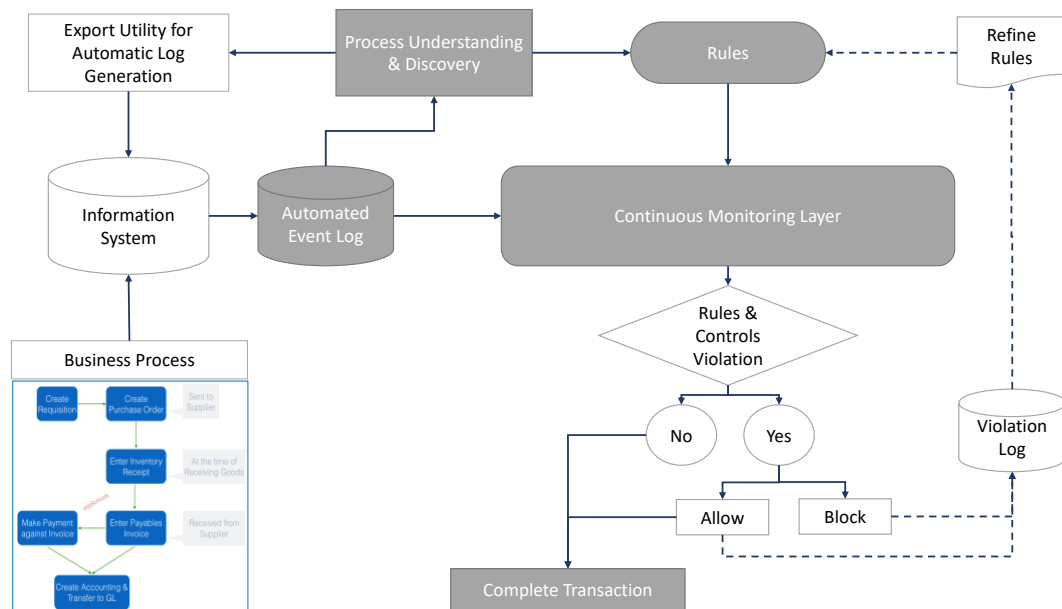 Export Utility for
Automatic Log
Generation
Process Understanding
& Discovery
Rules
Refine
Rules
Information
System
Automated
Event Log
Continuous Monitoring Layer
Rules &
Controls
Violation
Business Process
Create
Requisition
Create
Purchase Order
Sent to
Supplier
Enter Inventory
Receipt
At the time of
Receiving Goods
Make Payment
against Invoice
Enter Payables
Invoice
Received from
Supplier
Create Accounting &
Transfer to GL
No
Yes
Violation
Log
Allow
Block
Complete Transaction